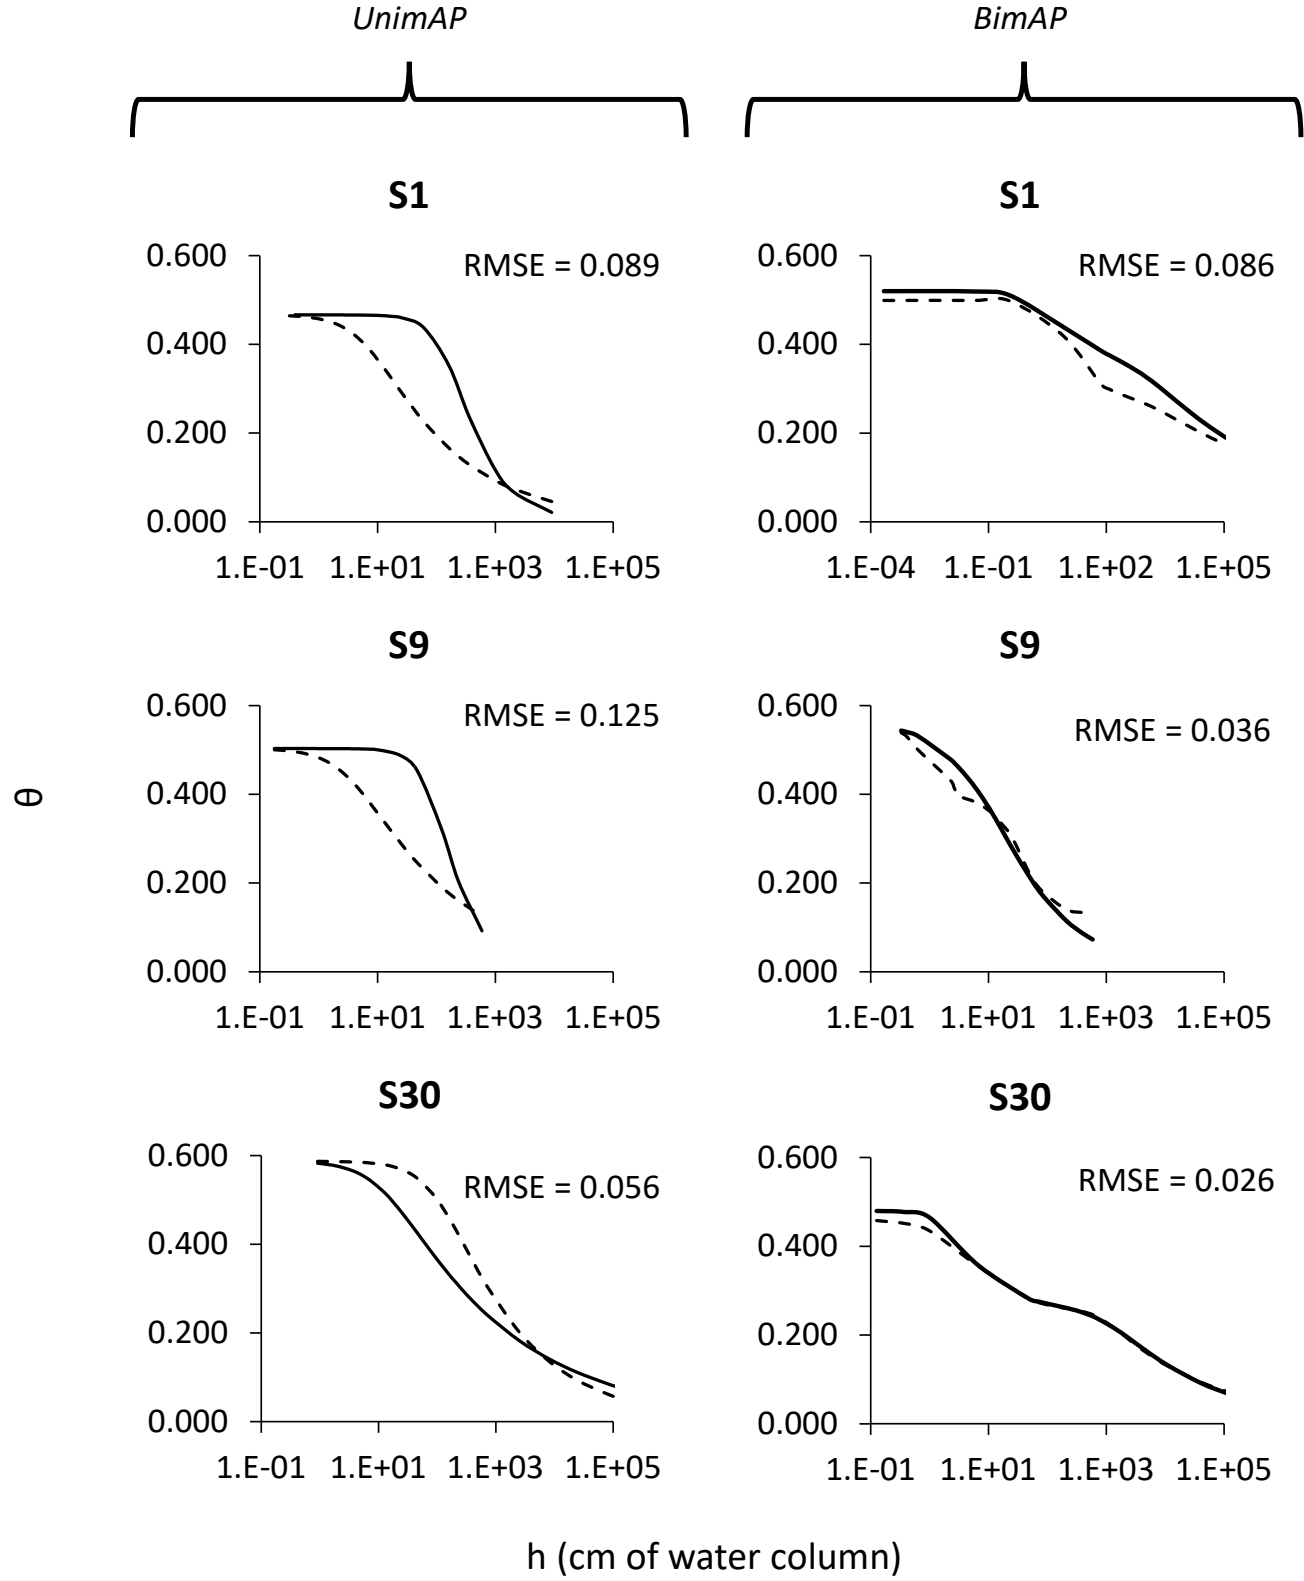 UnimAP
BimAP
S1
S1
0.600
RMSE = 0.089
0.400
0.200
0.000
1.E-01 1.E+01 1.E+03 1.E+05
0.600
RMSE = 0.086
0.400
0.200
0.000
1.E-04 1.E-01 1.E+02 1.E+05
S9
S9
0.600
RMSE = 0.125
0.400
0.200
0.000
1.E-01 1.E+01 1.E+03 1.E+05
0.600
RMSE = 0.036
0.400
0.200
0.000
1.E-01 1.E+01 1.E+03 1.E+05
θ
S30
S30
0.600
RMSE = 0.056
0.400
0.200
0.000
1.E-01 1.E+01 1.E+03 1.E+05
0.600
RMSE = 0.026
0.400
0.200
0.000
1.E-01 1.E+01 1.E+03 1.E+05
h (cm of water column)